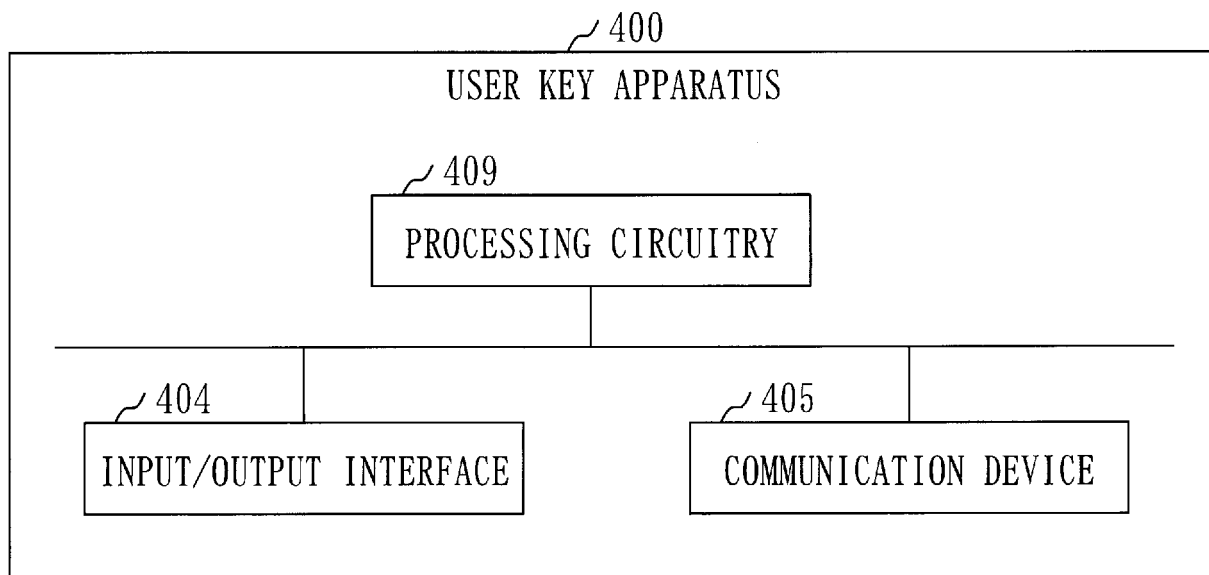 400
USER KEY APPARATUS
409
PROCESSING CIRCUITRY
404
INPUT/OUTPUT INTERFACE
405
COMMUNICATION DEVICE